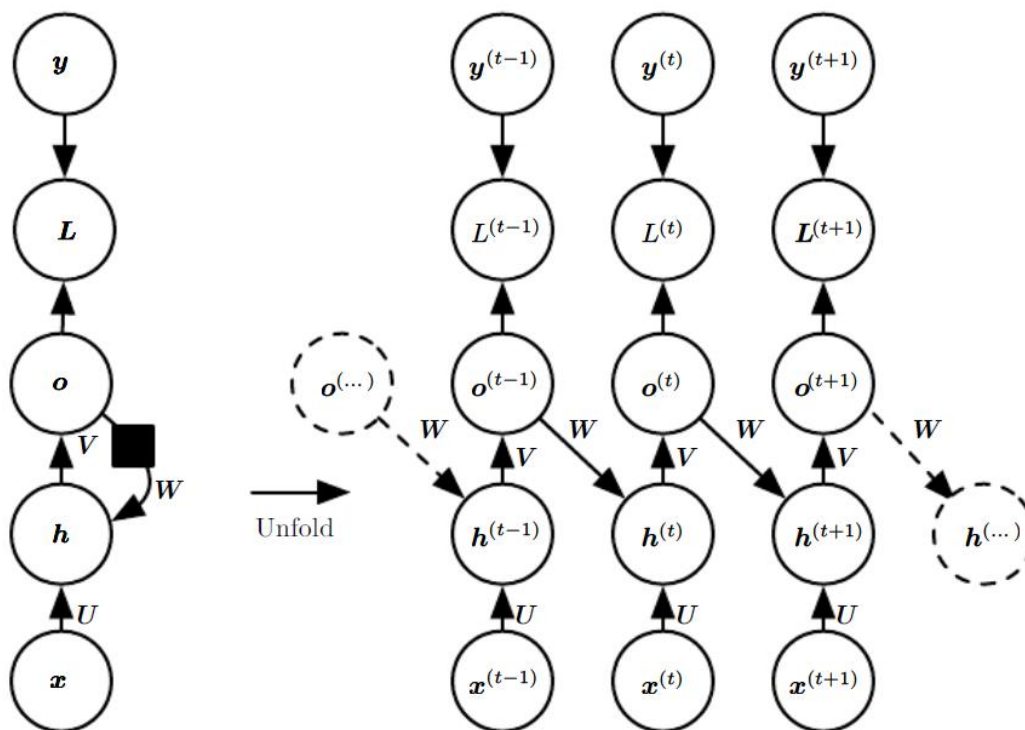 y y^(t−1) y^(t) y^(t+1)
L L^(t−1) L^(t) L^(t+1)
o o^(...) o^(t−1) o^(t) o^(t+1)
W W W W
V V V V
W
Unfold
h h^(t−1) h^(t) h^(t+1) h^(...)
U U U U
x x^(t−1) x^(t) x^(t+1)